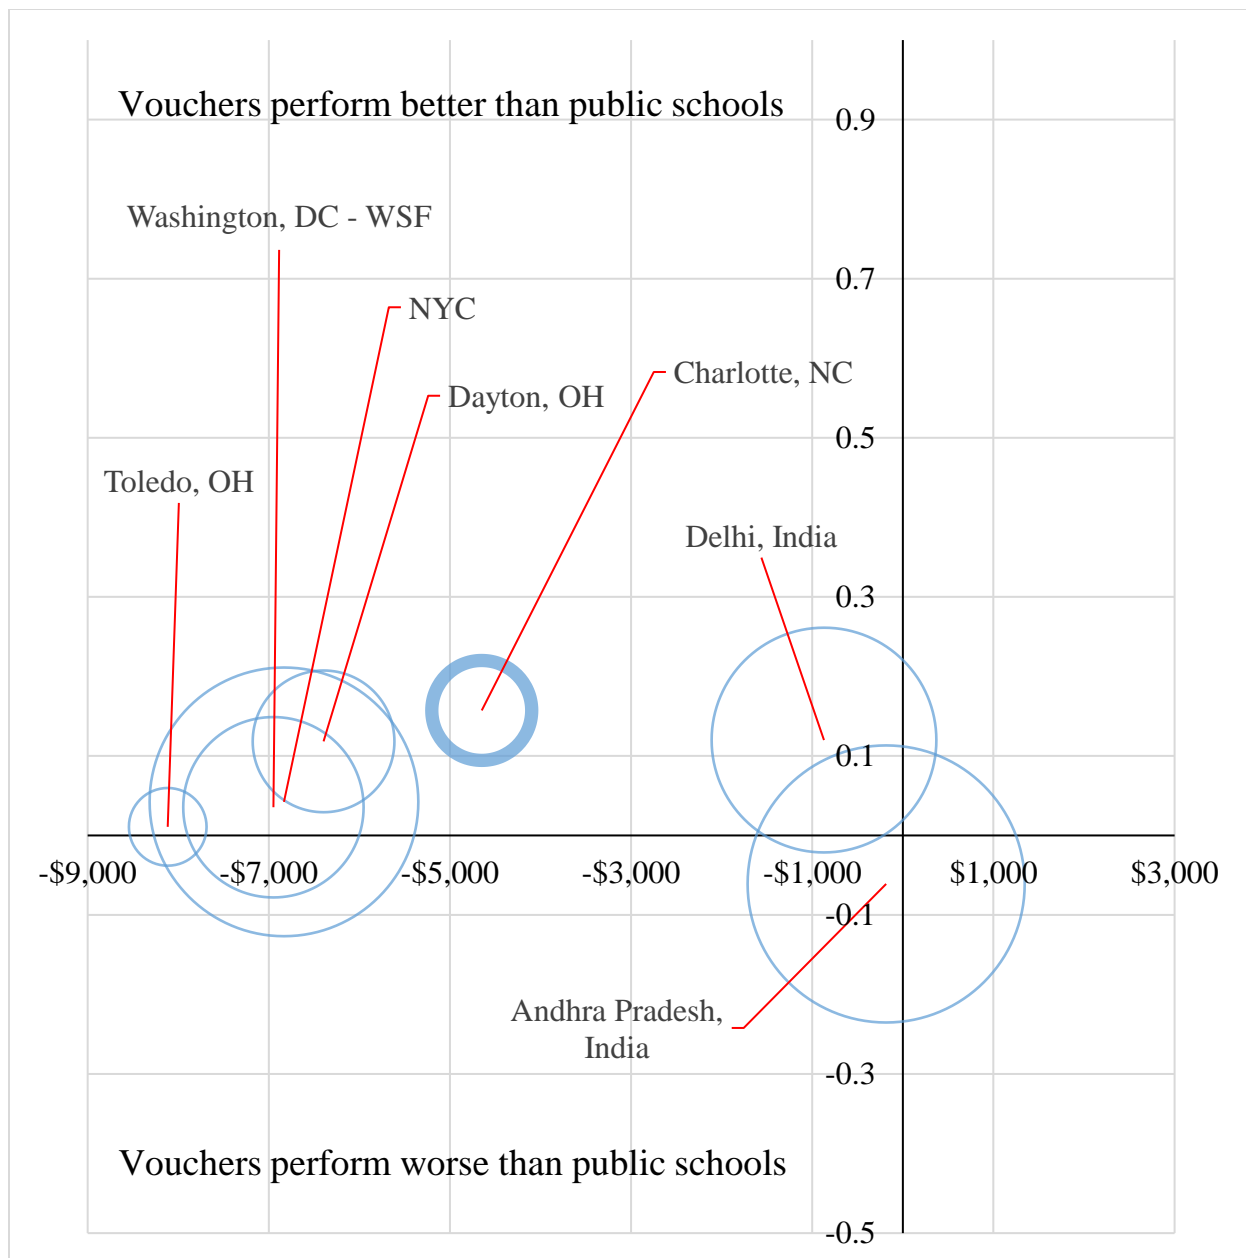 Vouchers perform better than public schools
0.9
Washington, DC - WSF
0.7
NYC
Charlotte, NC
Dayton, OH
0.5
Toledo, OH
Delhi, India
0.3
0.1
-$9,000 -$7,000 -$5,000 -$3,000 -$1,000 $1,000 $3,000
-0.1
Andhra Pradesh,
India
-0.3
Vouchers perform worse than public schools
-0.5